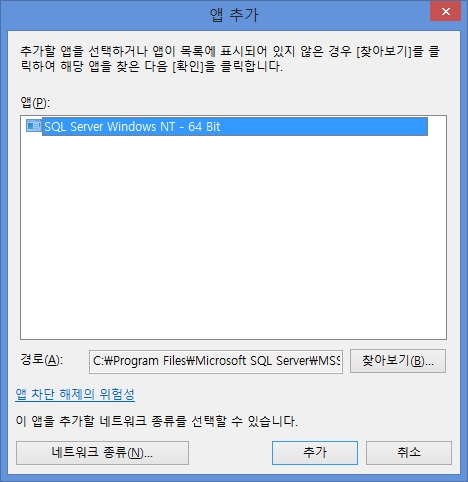 앱 추가
추가할 앱을 선택하거나 앱이 목록에 표시되어 있지 않은 경우 [찾아보기]를 클
릭하여 해당 앱을 찾은 다음 [확인]을 클릭합니다.
앱(P):
SQL Server Windows NT - 64 Bit
경로(A):
C:₩Program Files₩Microsoft SQL Server₩MSS
찾아보기(B)...
앱 차단 해제의 위험성
이 앱을 추가할 네트워크 종류를 선택할 수 있습니다.
네트워크 종류(N)...
추가
취소